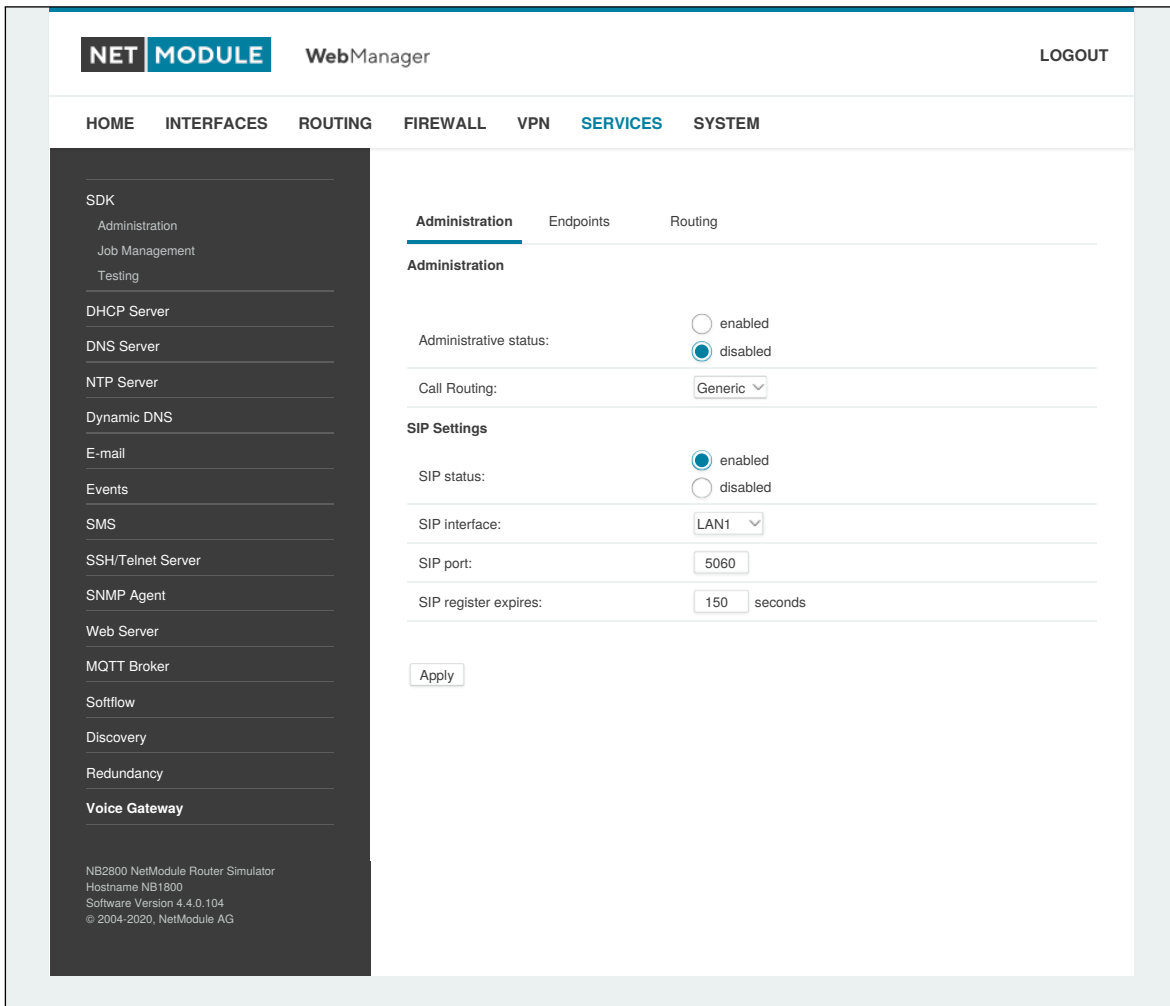 NET MODULE WebManager LOGOUT
HOME INTERFACES ROUTING FIREWALL VPN SERVICES SYSTEM
SDK
Administration
Job Management
Testing
DHCP Server
DNS Server
NTP Server
Dynamic DNS
E-mail
Events
SMS
SSH/Telnet Server
SNMP Agent
Web Server
MQTT Broker
Softflow
Discovery
Redundancy
Voice Gateway
NB2800 NetModule Router Simulator
Hostname NB1800
Software Version 4.4.0.104
© 2004-2020, NetModule AG
Administration Endpoints Routing
Administration
Administrative status:
enabled
disabled
Call Routing: Generic
SIP Settings
SIP status:
enabled
disabled
SIP interface: LAN1
SIP port: 5060
SIP register expires: 150 seconds
Apply